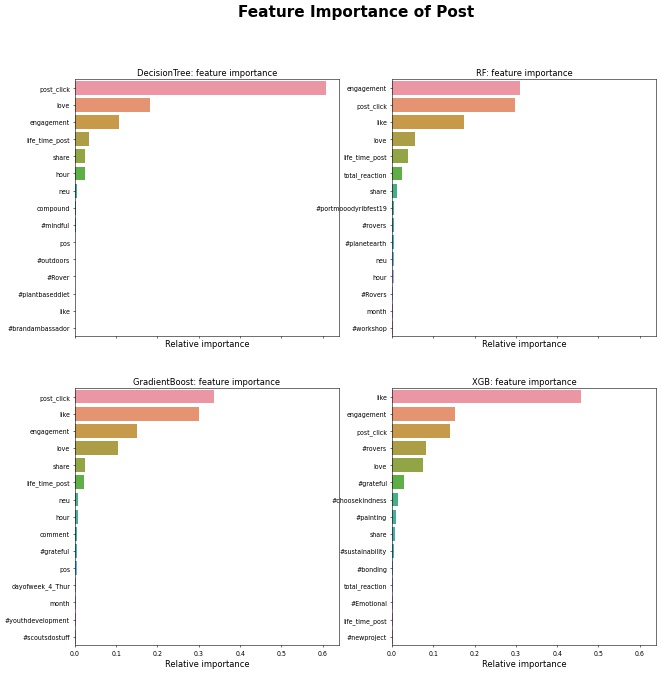 Feature Importance of Post
DecisionTree: feature importance
post_click
love
engagement
life_time_post
share
hour
neu
compound
#mindful
pos
#outdoors
#Rover
#plantbaseddiet
like
#brandambassador
Relative importance
RF: feature importance
engagement
post_click
like
love
life_time_post
total_reaction
share
#rovers
#planetearth
neu
hour
#Rovers
month
#workshop
Relative importance
GradientBoost: feature importance
post_click
like
engagement
love
share
life_time_post
neu
hour
comment
#grateful
pos
dayofweek_4_Thur
month
#youthdevelopment
#scoutsdostuff
0.0 0.1 0.2 0.3 0.4 0.5 0.6
Relative importance
XGB: feature importance
like
engagement
post_click
#rovers
love
#grateful
#choosekindness
#painting
share
#sustainability
#bonding
total_reaction
#Emotional
life_time_post
#newproject
0.0 0.1 0.2 0.3 0.4 0.5 0.6
Relative importance